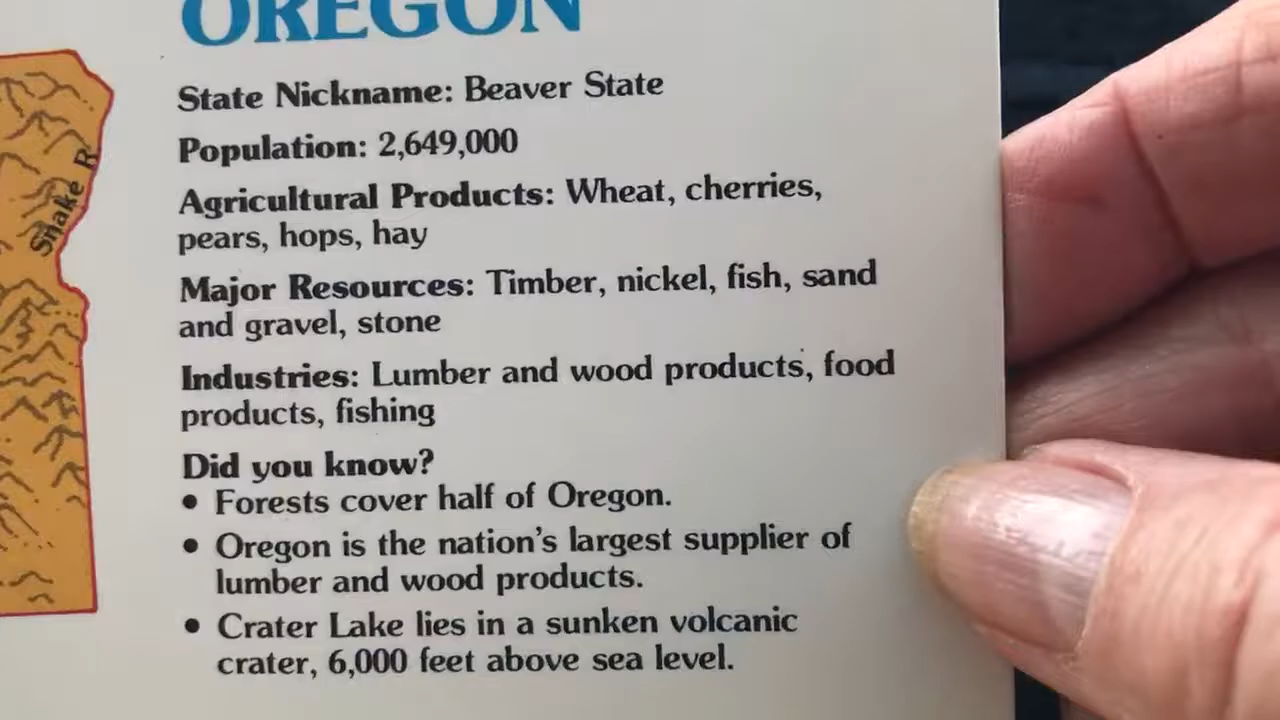 OREGON
State Nickname: Beaver State
Population: 2,649,000
Agricultural Products: Wheat, cherries,
pears, hops, hay
Major Resources: Timber, nickel, fish, sand
and gravel, stone
Industries: Lumber and wood products, food
products, fishing
Did you know?
• Forests cover half of Oregon.
• Oregon is the nation's largest supplier of
lumber and wood products.
• Crater Lake lies in a sunken volcanic
crater, 6,000 feet above sea level.
Snake R